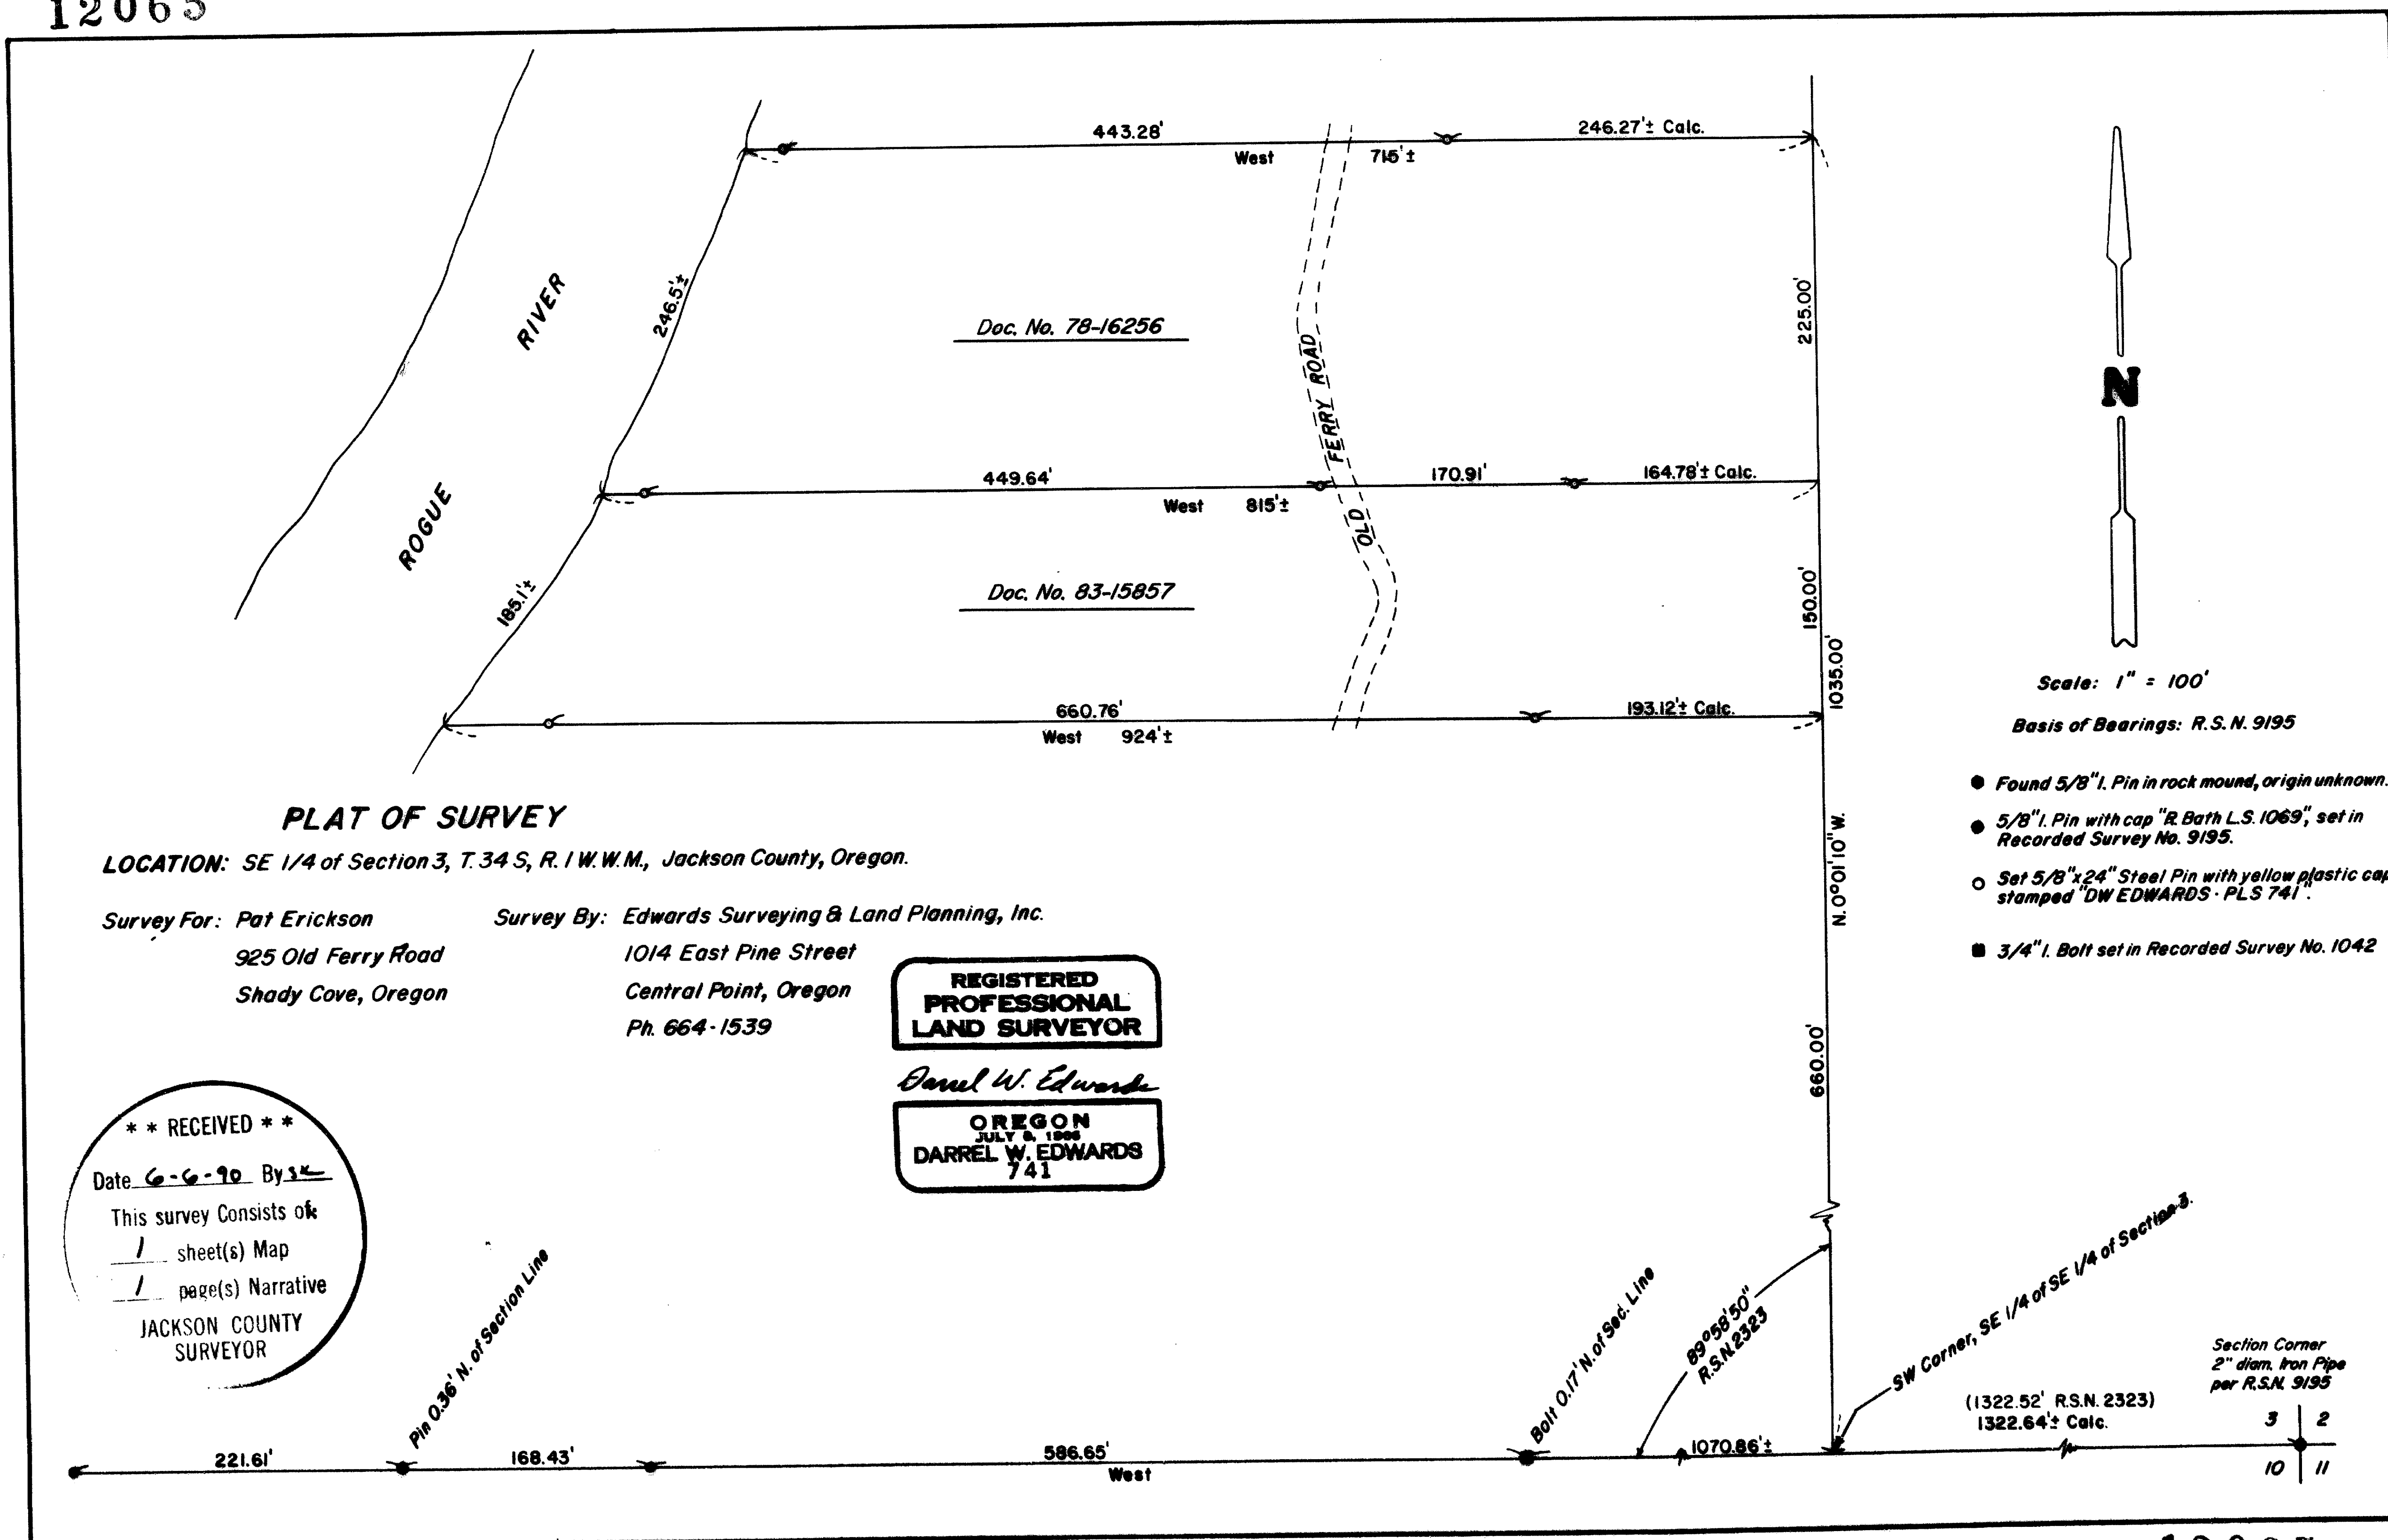 12065
443.28'
246.27'± Calc.
West 715'±
ROGUE RIVER
246.5'±
Doc. No. 78-16256
225.00'
OLD FERRY ROAD
449.64'
170.91'
164.78'± Calc.
West 815'±
185.1'±
Doc. No. 83-15857
150.00'
1035.00'
660.76'
193.12'± Calc.
West 924'±
N. 0°01'10" W.
660.00'
N
Scale: 1" = 100'
Basis of Bearings: R.S.N. 9195
Found 5/8" I. Pin in rock mound, origin unknown.
5/8" I. Pin with cap "R. Bath L.S. 1069", set in
Recorded Survey No. 9195.
Set 5/8"x24" Steel Pin with yellow plastic cap
stamped "DW EDWARDS · PLS 741".
3/4" I. Bolt set in Recorded Survey No. 1042
PLAT OF SURVEY
LOCATION: SE 1/4 of Section 3, T. 34 S, R. 1 W. W.M., Jackson County, Oregon.
Survey For: Pat Erickson
925 Old Ferry Road
Shady Cove, Oregon
Survey By: Edwards Surveying & Land Planning, Inc.
1014 East Pine Street
Central Point, Oregon
Ph. 664-1539
REGISTERED
PROFESSIONAL
LAND SURVEYOR
Darrel W. Edwards
OREGON
JULY 8, 1966
DARREL W. EDWARDS
741
* * RECEIVED * *
Date 6-6-90 By SK
This survey Consists of:
1 sheet(s) Map
1 page(s) Narrative
JACKSON COUNTY
SURVEYOR
Pin 0.36' N. of Section Line
Bolt 0.17' N. of Sec. Line
89°58'50"
R.S.N. 2323
SW Corner, SE 1/4 of SE 1/4 of Section 3.
Section Corner
2" diam. Iron Pipe
per R.S.N. 9195
(1322.52' R.S.N. 2323)
1322.64'± Calc.
3 2
10 11
221.61'
168.43'
586.65'
West
1070.86'±